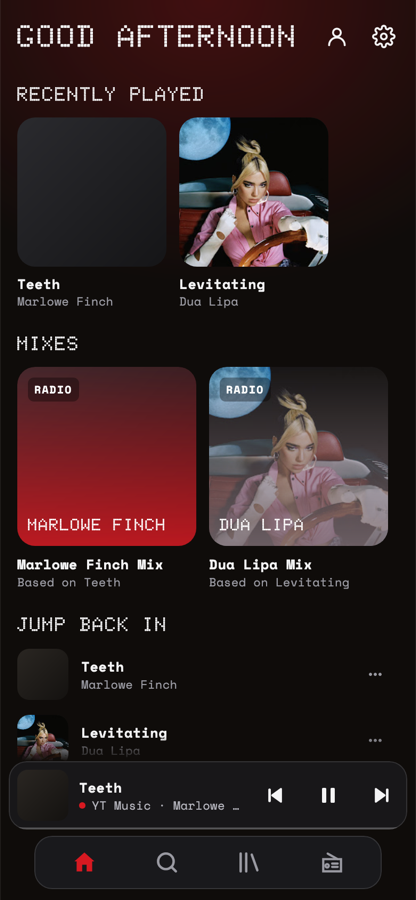 GOOD AFTERNOON
RECENTLY PLAYED
Teeth
Marlowe Finch
Levitating
Dua Lipa
MIXES
RADIO
MARLOWE FINCH
RADIO
DUA LIPA
Marlowe Finch Mix
Based on Teeth
Dua Lipa Mix
Based on Levitating
JUMP BACK IN
Teeth
Marlowe Finch
Levitating
Dua Lipa
Teeth
YT Music · Marlowe …